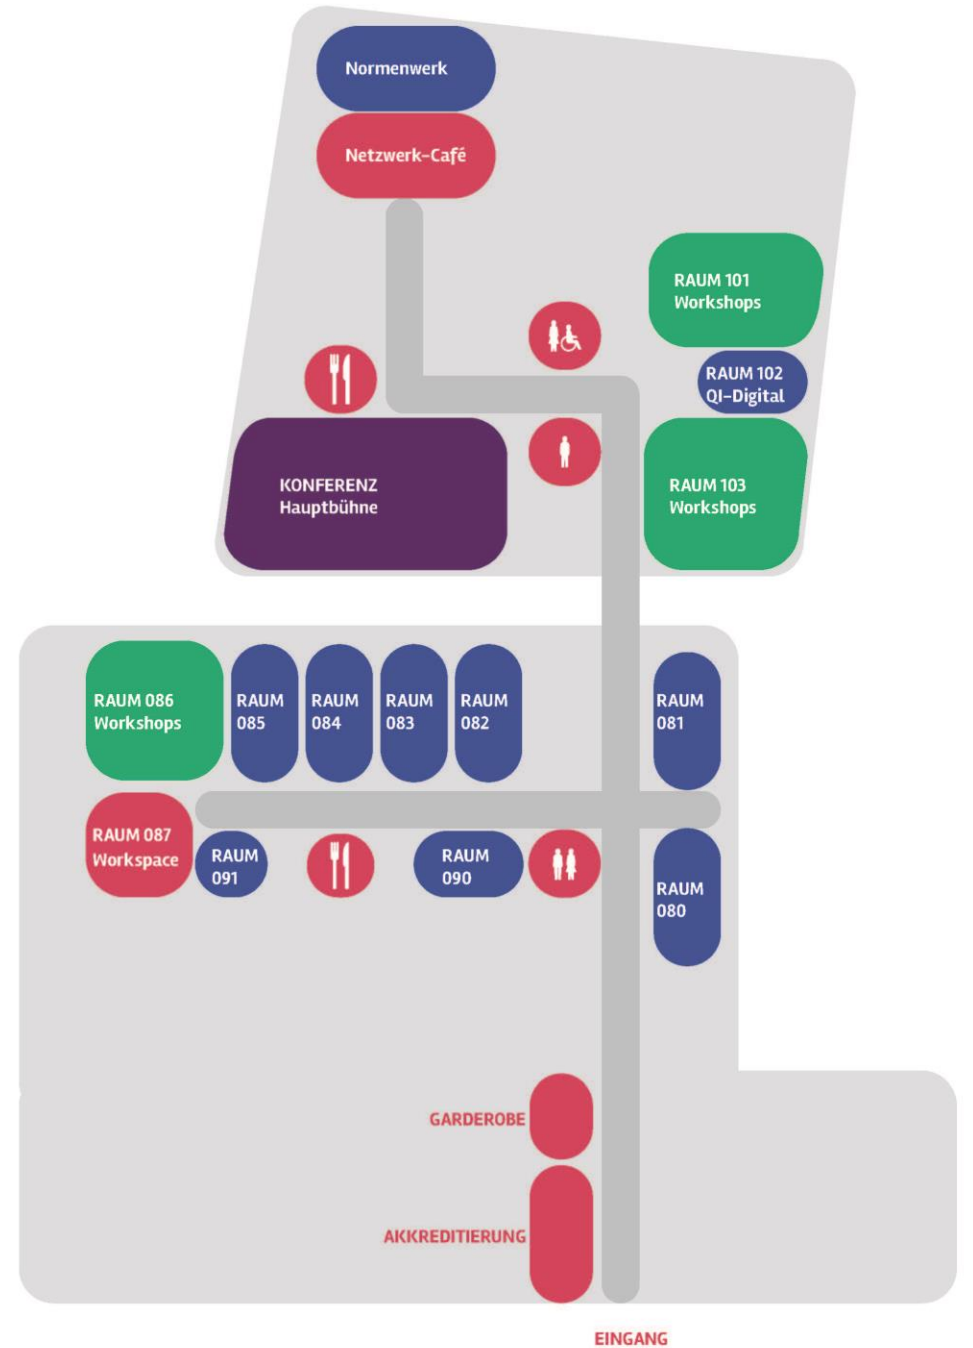 Normenwerk
Netzwerk-Café
RAUM 101
Workshops
RAUM 102
QI-Digital
KONFERENZ
Hauptbühne
RAUM 103
Workshops
RAUM 086
Workshops
RAUM
085
RAUM
084
RAUM
083
RAUM
082
RAUM
081
RAUM 087
Workspace
RAUM
091
RAUM
090
RAUM
080
GARDEROBE
AKKREDITIERUNG
EINGANG